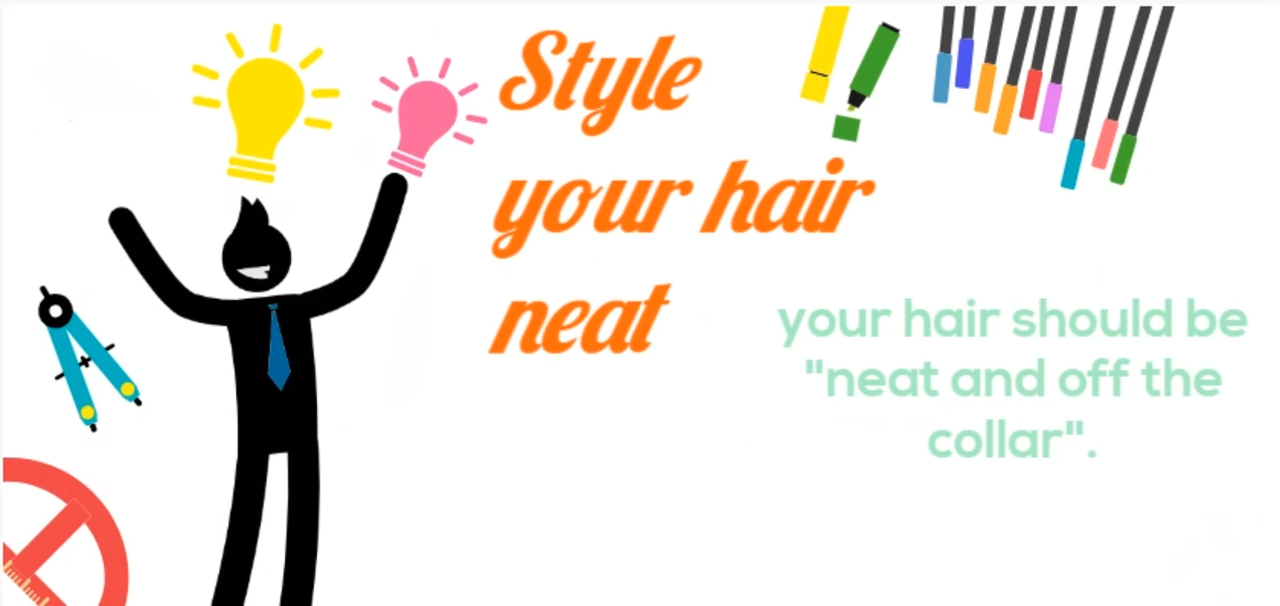 Style
your hair
neat
your hair should be
"neat and off the
collar".